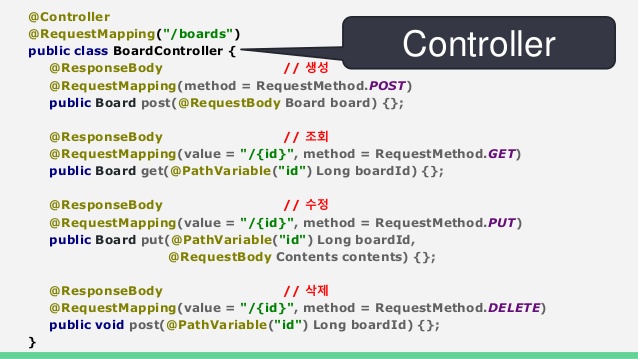 @Controller
@RequestMapping("/boards")
public class BoardController {
Controller
@ResponseBody // 생성
@RequestMapping(method = RequestMethod.POST)
public Board post(@RequestBody Board board) {};
@ResponseBody // 조회
@RequestMapping(value = "/{id}", method = RequestMethod.GET)
public Board get(@PathVariable("id") Long boardId) {};
@ResponseBody // 수정
@RequestMapping(value = "/{id}", method = RequestMethod.PUT)
public Board put(@PathVariable("id") Long boardId,
@RequestBody Contents contents) {};
@ResponseBody // 삭제
@RequestMapping(value = "/{id}", method = RequestMethod.DELETE)
public void post(@PathVariable("id") Long boardId) {};
}